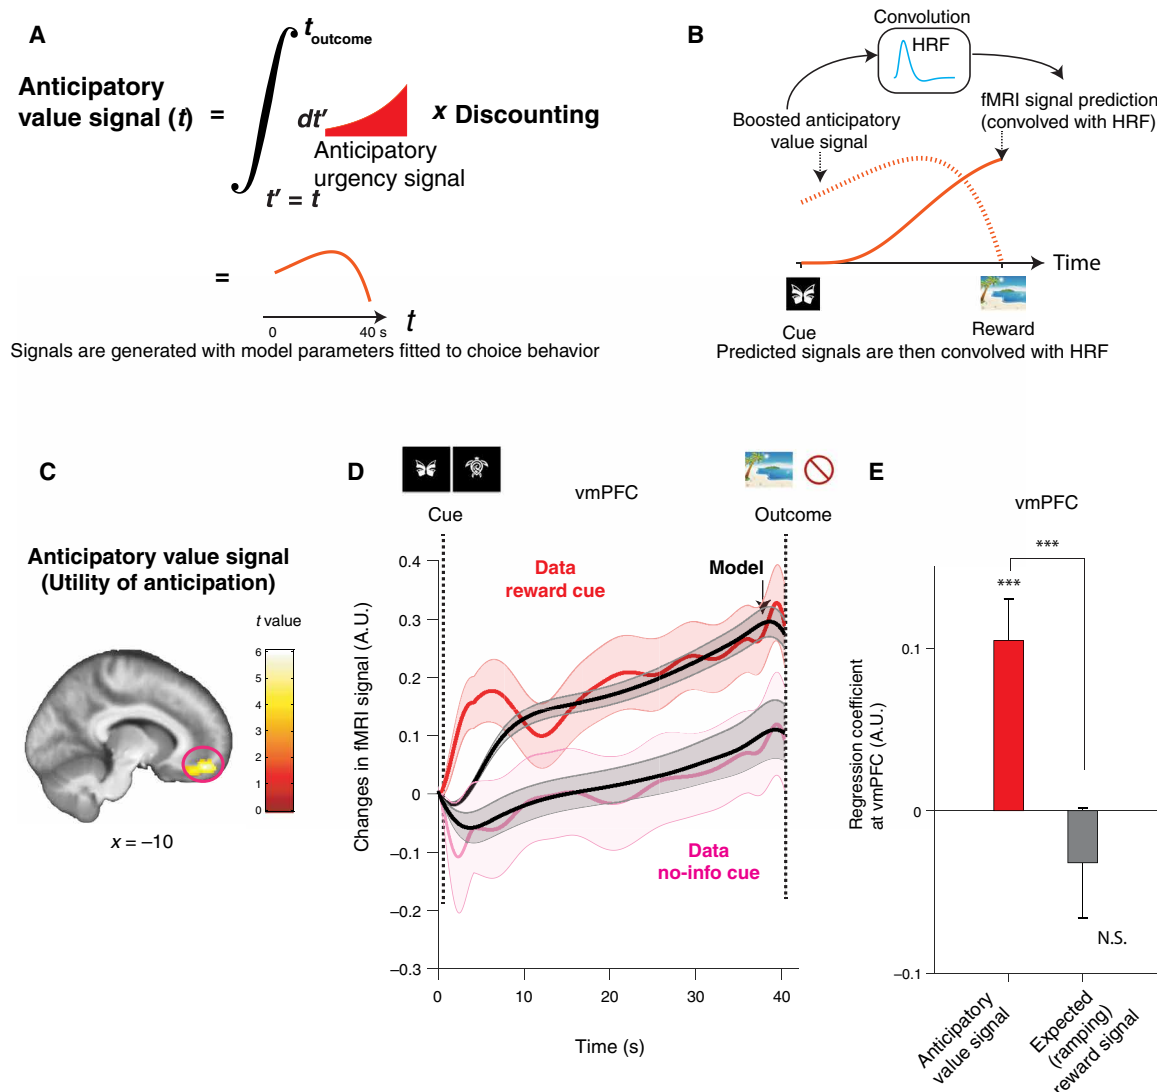 A
Anticipatory
value signal (t)
=
t outcome
dt′
x Discounting
Anticipatory
urgency signal
t′ = t
=
0
40 s
t
Signals are generated with model parameters fitted to choice behavior
B
Convolution
HRF
Boosted anticipatory
value signal
fMRI signal prediction
(convolved with HRF)
Time
Cue
Reward
Predicted signals are then convolved with HRF
C
Anticipatory value signal
(Utility of anticipation)
t value
6
5
4
3
2
1
0
x = –10
D
vmPFC
Cue
Outcome
Changes in fMRI signal (A.U.)
0.4
0.3
0.2
0.1
0
–0.1
–0.2
–0.3
Data
reward cue
Model
Data
no-info cue
0
10
20
30
40
Time (s)
E
vmPFC
***
***
Regression coefficient
at vmPFC (A.U.)
0.1
0
–0.1
N.S.
Anticipatory
value signal
Expected
(ramping)
reward signal